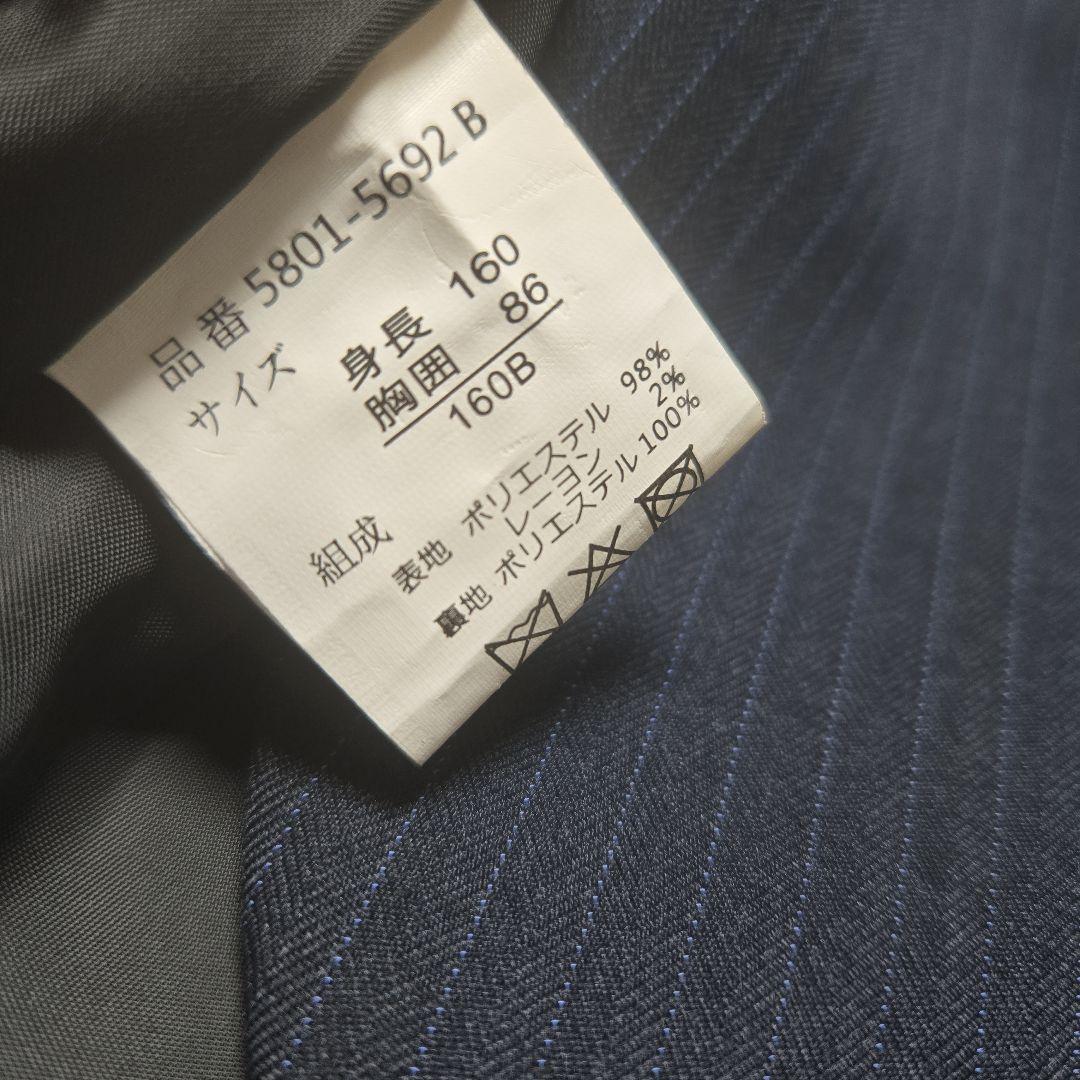 品番 5801-5692 B
サイズ 身長 160
胸囲 86
160B
組成 表地 ポリエステル 98%
レーヨン 2%
裏地 ポリエステル 100%